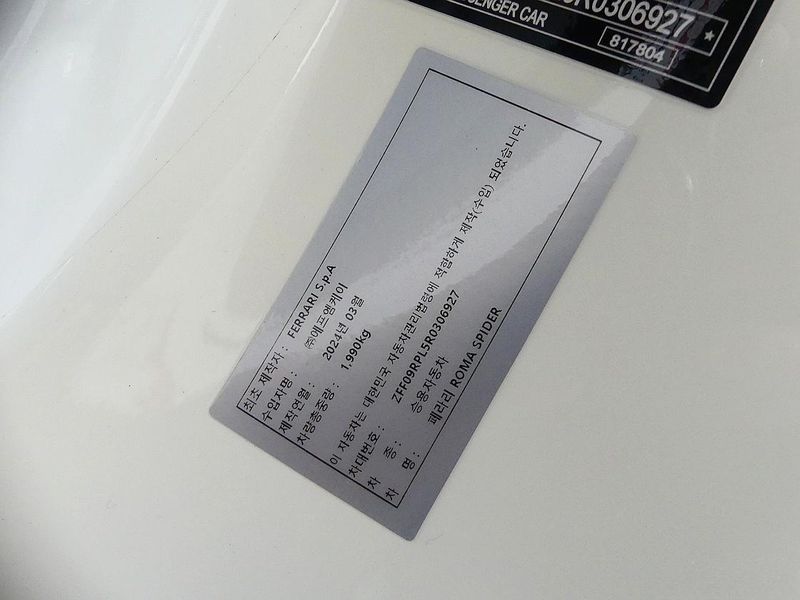 SENGER CAR
R0306927 ★
817804
최초 제작자 : FERRARI S.p.A
수입자명 : ㈜에프엠케이
제작연월 : 2024년 03월
차량총중량 : 1,990kg
이 자동차는 대한민국 자동차관리법령에 적합하게 제작(수입) 되었습니다.
차대번호 : ZFF09RPL5R0306927
차 종 : 승용자동차
차 명 : 페라리 ROMA SPIDER